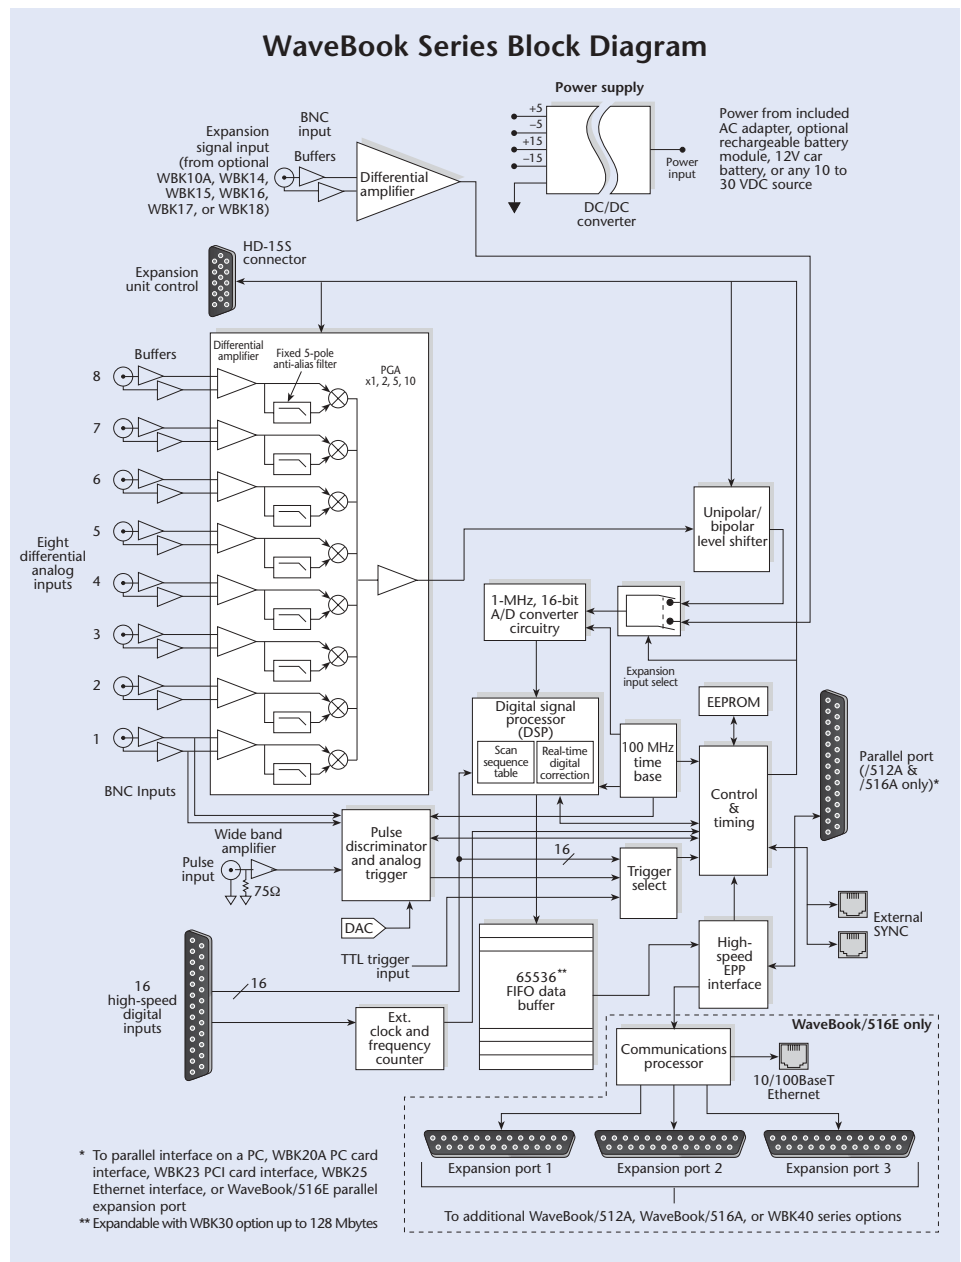 WaveBook Series Block Diagram
Power supply
+5
–5
+15
–15
Power
input
DC/DC
converter
Power from included
AC adapter, optional
rechargeable battery
module, 12V car
battery, or any 10 to
30 VDC source
Expansion
signal input
(from optional
WBK10A, WBK14,
WBK15, WBK16,
WBK17, or WBK18)
BNC
input
Buffers
Differential
amplifier
HD-15S
connector
Expansion
unit control
Buffers
Differential
amplifier
Fixed 5-pole
anti-alias filter
PGA
x1, 2, 5, 10
8
7
6
5
4
3
2
1
Eight
differential
analog
inputs
BNC Inputs
Unipolar/
bipolar
level shifter
1-MHz, 16-bit
A/D converter
circuitry
Expansion
input select
Digital signal
processor
(DSP)
Scan
sequence
table
Real-time
digital
correction
100 MHz
time
base
EEPROM
Control
&
timing
Parallel port
(/512A &
/516A only)*
Wide band
amplifier
Pulse
input
75Ω
Pulse
discriminator
and analog
trigger
DAC
16
Trigger
select
TTL trigger
input
External
SYNC
High-
speed
EPP
interface
65536**
FIFO data
buffer
16
high-speed
digital
inputs
16
Ext.
clock and
frequency
counter
WaveBook/516E only
Communications
processor
10/100BaseT
Ethernet
Expansion port 1
Expansion port 2
Expansion port 3
To additional WaveBook/512A, WaveBook/516A, or WBK40 series options
* To parallel interface on a PC, WBK20A PC card
interface, WBK23 PCI card interface, WBK25
Ethernet interface, or WaveBook/516E parallel
expansion port
** Expandable with WBK30 option up to 128 Mbytes